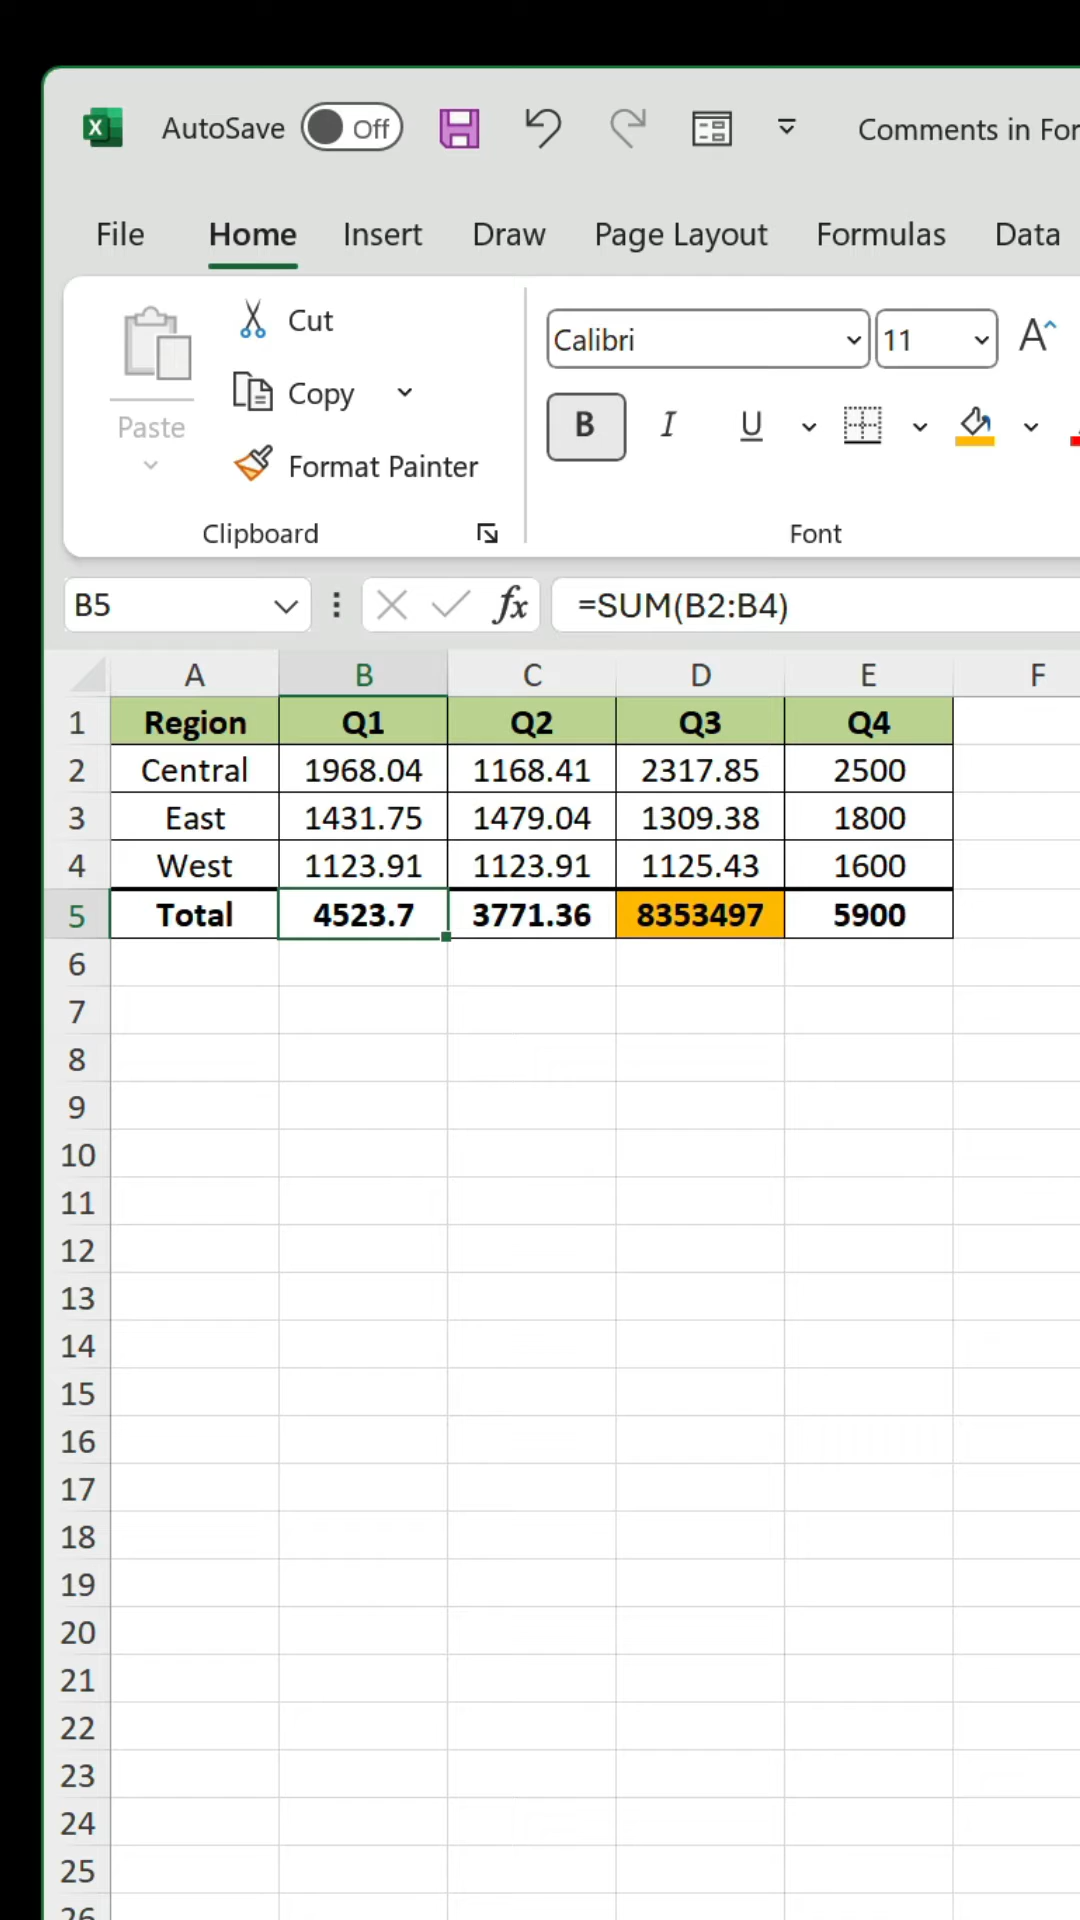 AutoSave Off Comments in For
File Home Insert Draw Page Layout Formulas Data
Cut
Copy
Paste
Format Painter
Clipboard
Calibri 11 A^
B I U
Font
B5 fx =SUM(B2:B4)
A B C D E F
1 Region Q1 Q2 Q3 Q4
2 Central 1968.04 1168.41 2317.85 2500
3 East 1431.75 1479.04 1309.38 1800
4 West 1123.91 1123.91 1125.43 1600
5 Total 4523.7 3771.36 8353497 5900
6
7
8
9
10
11
12
13
14
15
16
17
18
19
20
21
22
23
24
25
26